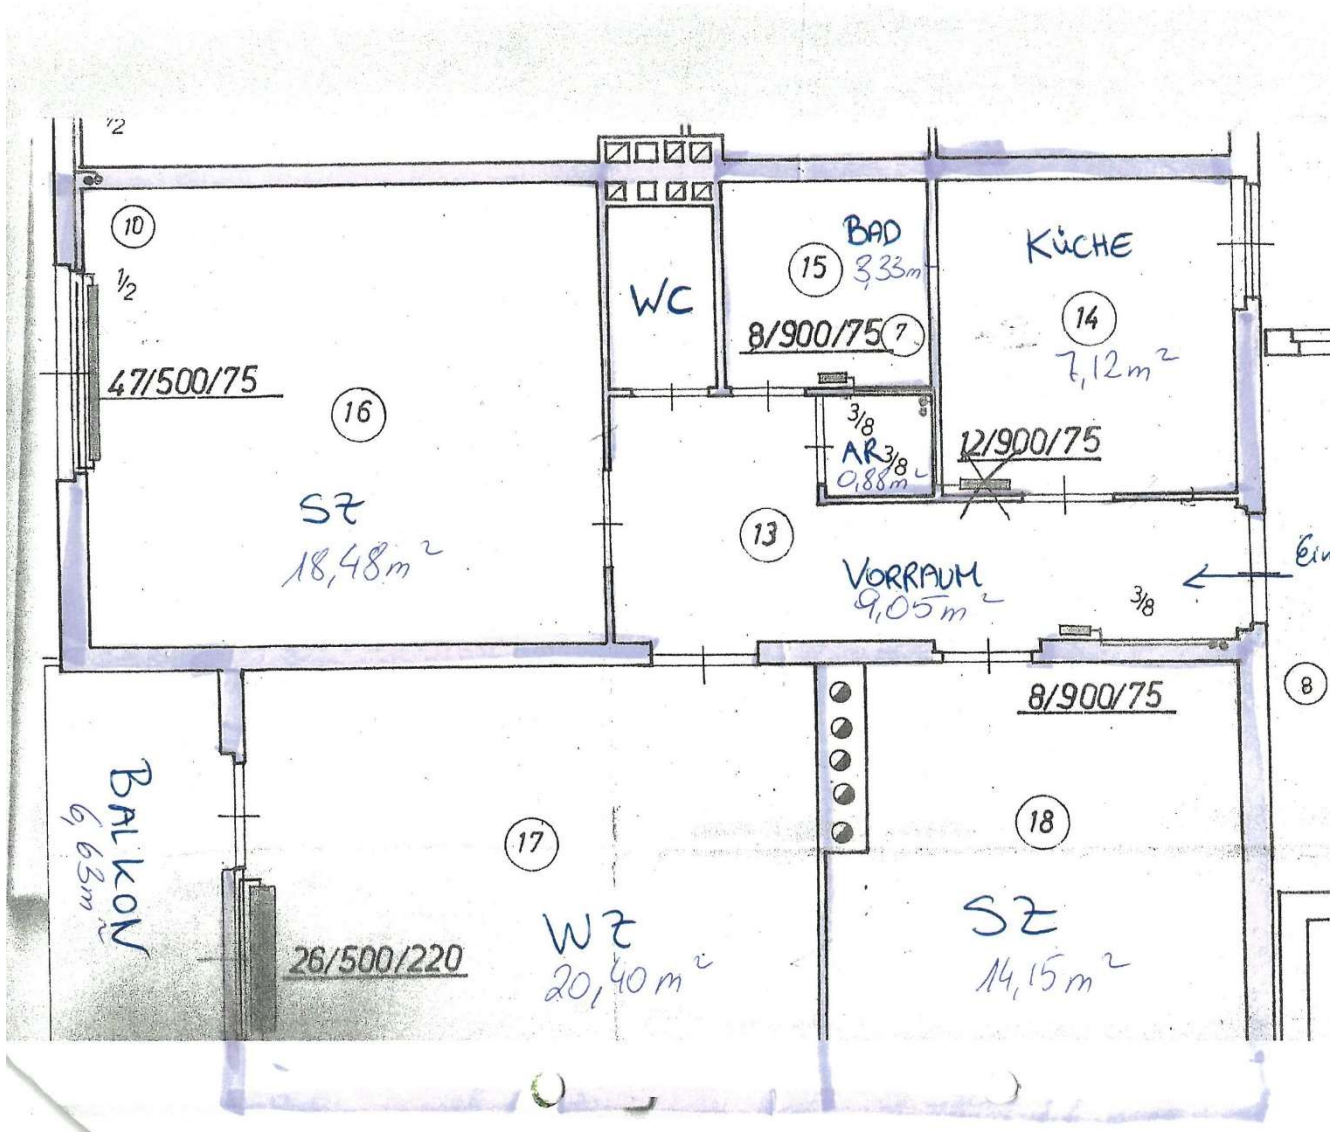 1/2
10
1/2
BAD
15
3,33m
KÜCHE
WC
14
7,12m²
8/900/75
7
47/500/75
16
3/8
AR
3/8
0,88m²
12/900/75
SZ
18,48m²
13
VORRAUM
9,05m²
3/8
Ein
8/900/75
8
BALKON
6,63m²
17
18
WZ
20,40m²
SZ
14,15m²
26/500/220